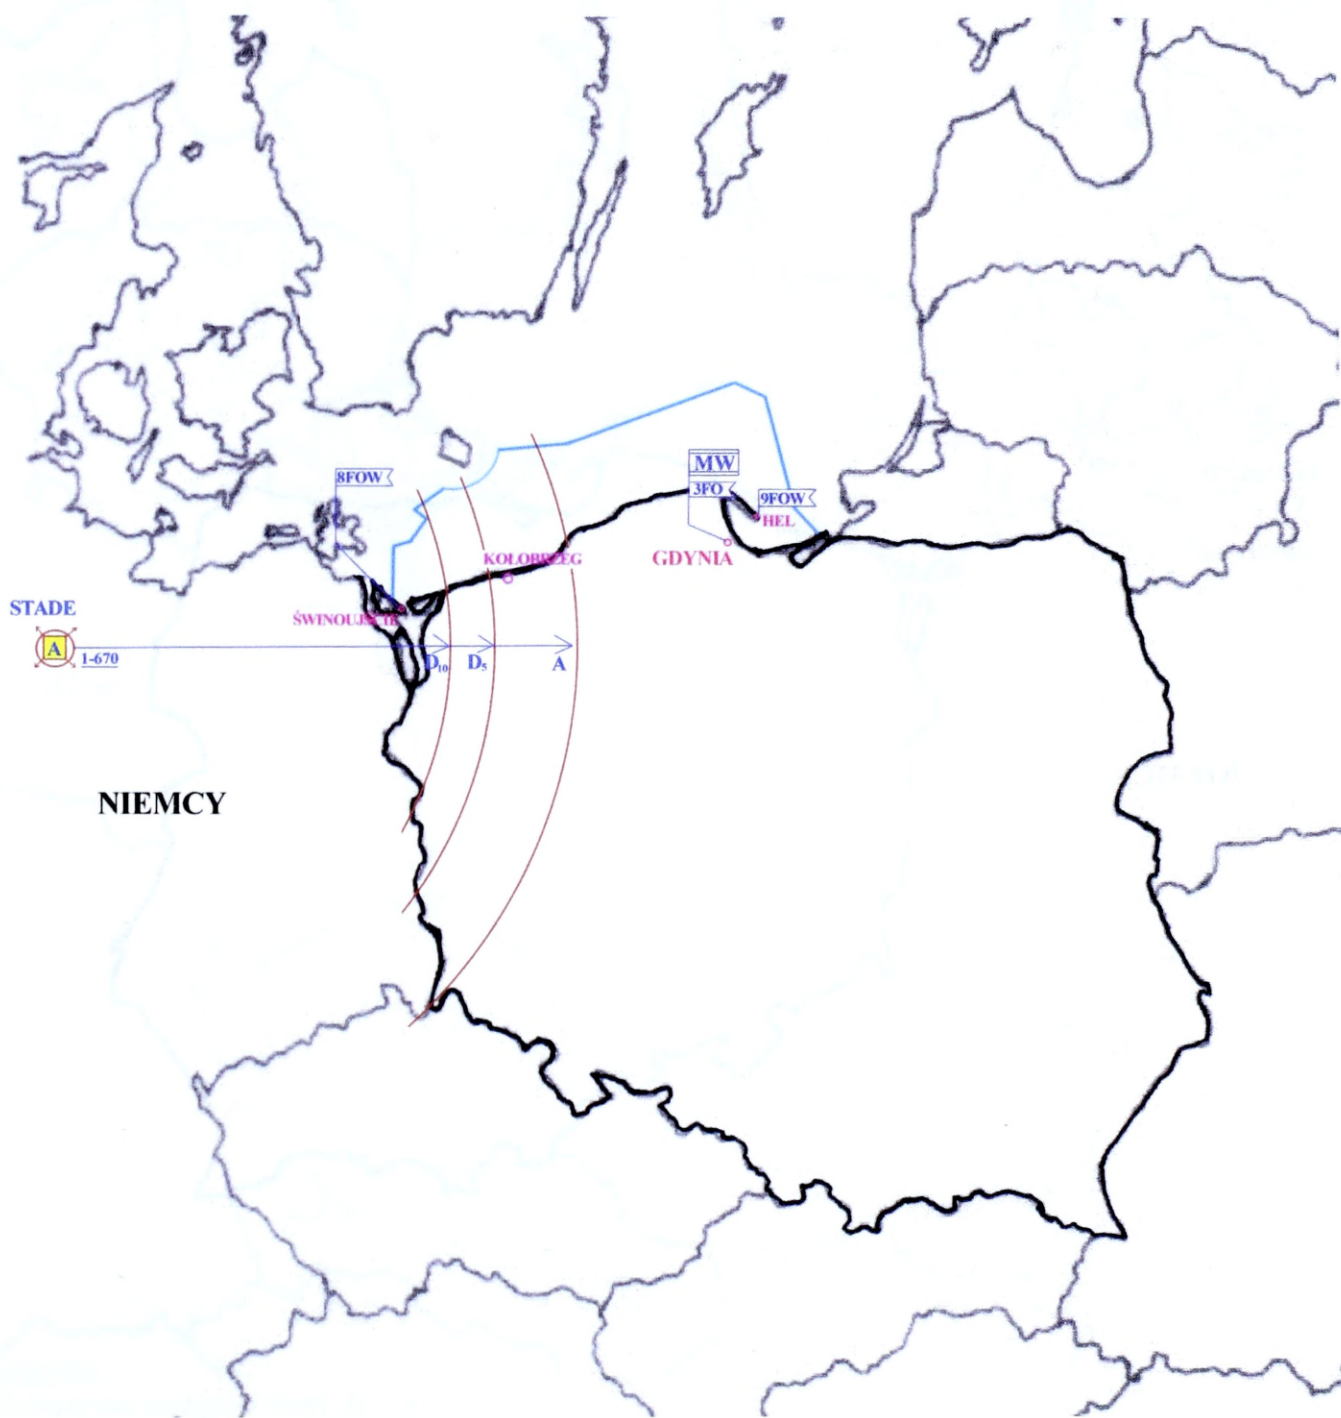 8FOW
MW
3FO
9FOW
HEL
GDYNIA
KOŁOBRZEG
ŚWINOUJŚCIE
STADE
A
1-670
D10
D5
A
NIEMCY